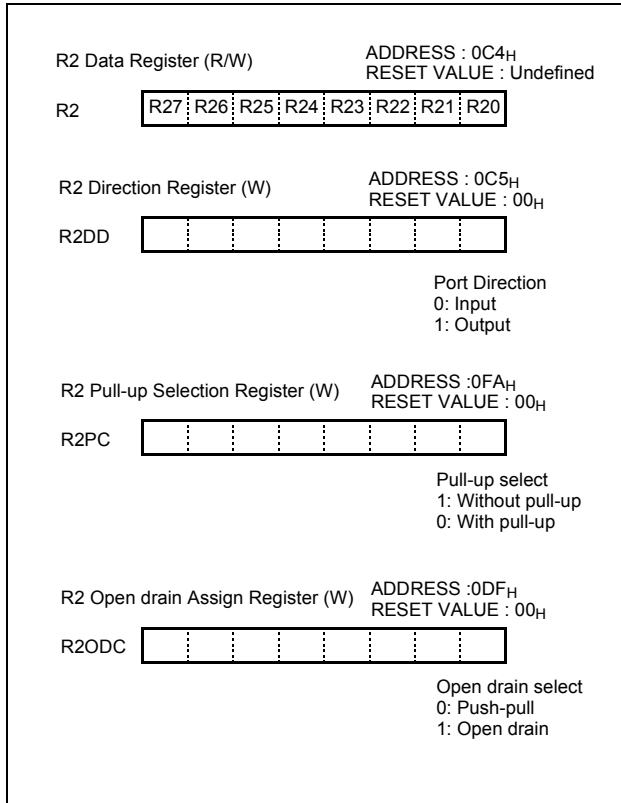 R2 Data Register (R/W)
ADDRESS : 0C4H
RESET VALUE : Undefined
R2
R27 R26 R25 R24 R23 R22 R21 R20
R2 Direction Register (W)
ADDRESS : 0C5H
RESET VALUE : 00H
R2DD
Port Direction
0: Input
1: Output
R2 Pull-up Selection Register (W)
ADDRESS :0FAH
RESET VALUE : 00H
R2PC
Pull-up select
1: Without pull-up
0: With pull-up
R2 Open drain Assign Register (W)
ADDRESS :0DFH
RESET VALUE : 00H
R2ODC
Open drain select
0: Push-pull
1: Open drain